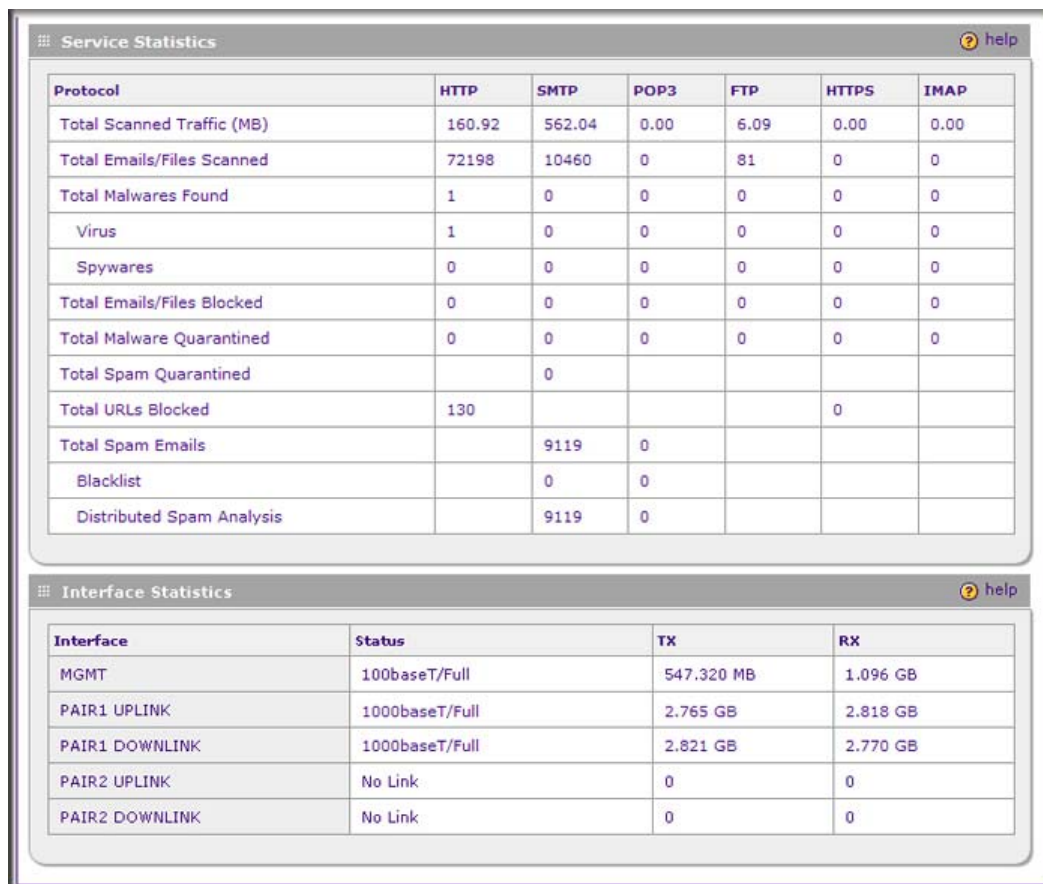 Service Statistics help
Protocol HTTP SMTP POP3 FTP HTTPS IMAP
Total Scanned Traffic (MB) 160.92 562.04 0.00 6.09 0.00 0.00
Total Emails/Files Scanned 72198 10460 0 81 0 0
Total Malwares Found 1 0 0 0 0 0
Virus 1 0 0 0 0 0
Spywares 0 0 0 0 0 0
Total Emails/Files Blocked 0 0 0 0 0 0
Total Malware Quarantined 0 0 0 0 0 0
Total Spam Quarantined 0
Total URLs Blocked 130 0
Total Spam Emails 9119 0
Blacklist 0 0
Distributed Spam Analysis 9119 0
Interface Statistics help
Interface Status TX RX
MGMT 100baseT/Full 547.320 MB 1.096 GB
PAIR1 UPLINK 1000baseT/Full 2.765 GB 2.818 GB
PAIR1 DOWNLINK 1000baseT/Full 2.821 GB 2.770 GB
PAIR2 UPLINK No Link 0 0
PAIR2 DOWNLINK No Link 0 0